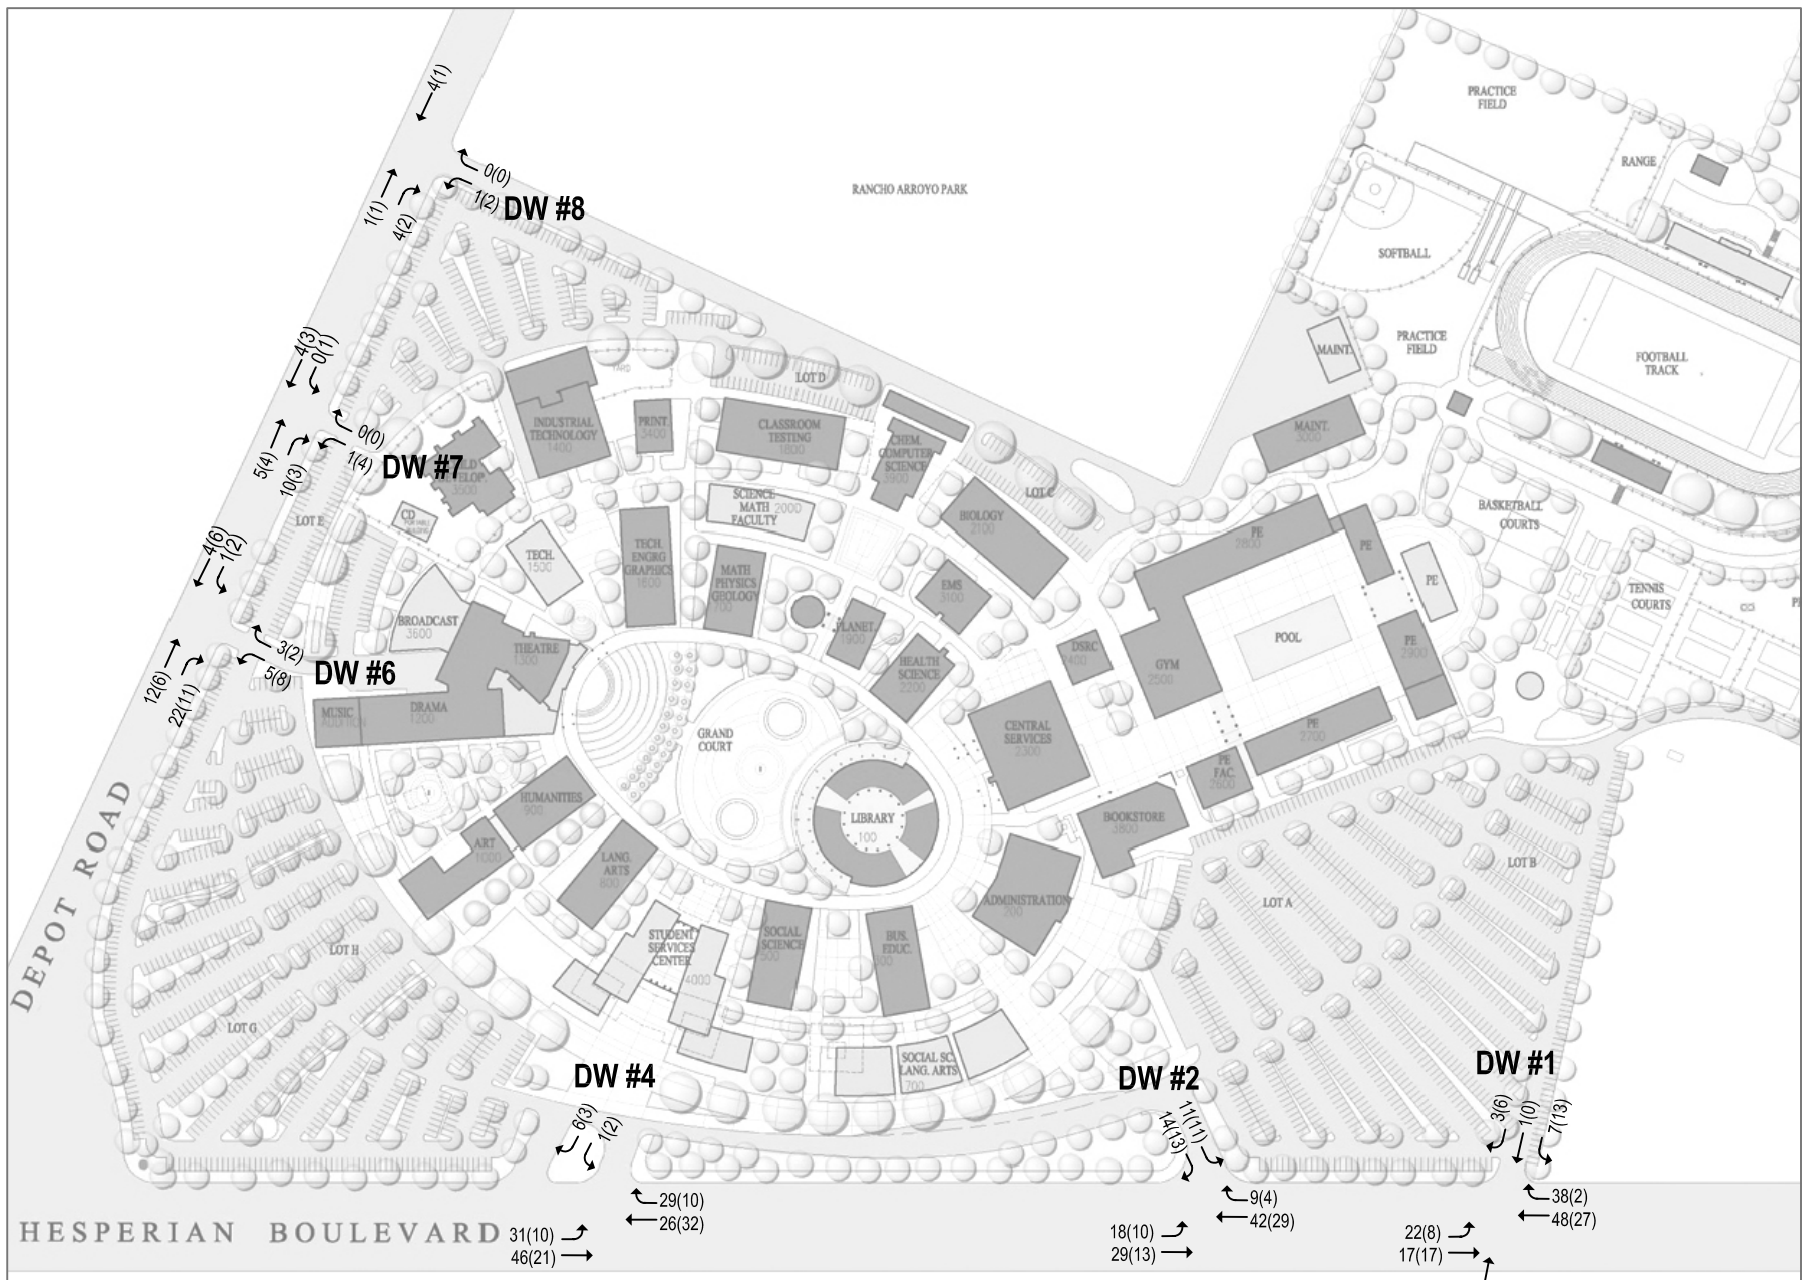 4(1)
PRACTICE
FIELD
RANGE
0(0)
1(2)
DW #8
RANCHO ARROYO PARK
1(1)
4(2)
SOFTBALL
4(3)
0(1)
MAINT.
PRACTICE
FIELD
FOOTBALL
TRACK
LOT D
INDUSTRIAL
TECHNOLOGY
1400
PRINT.
3400
CLASSROOM
TESTING
1800
CHEM.
COMPUTER
SCIENCE
3900
MAINT.
3000
0(0)
1(4)
DW #7
5(4)
10(3)
3500
LOT E
CD
LOT C
SCIENCE
MATH
FACULTY
2000
BIOLOGY
2100
BASKETBALL
COURTS
4(6)
1(2)
TECH.
1500
TECH.
ENGRG
GRAPHICS
1600
MATH
PHYSICS
GEOLOGY
700
PE
2800
PE
PE
EMS
3100
TENNIS
COURTS
BROADCAST
3600
THEATRE
1300
PLANET.
1900
HEALTH
SCIENCE
2200
DSRC
2400
GYM
2500
POOL
PE
2900
3(2)
5(8)
DW #6
12(6)
22(11)
MUSIC
ADDITION
DRAMA
1200
GRAND
COURT
CENTRAL
SERVICES
2300
PE
2700
PE
FAC.
2600
HUMANITIES
900
LIBRARY
100
BOOKSTORE
3800
DEPOT ROAD
ART
1000
LANG.
ARTS
800
LOT B
ADMINISTRATION
200
LOT A
LOT H
STUDENT
SERVICES
CENTER
4000
SOCIAL
SCIENCE
500
BUS.
EDUC.
LOT G
SOCIAL SC.
LANG. ARTS
700
DW #4
DW #2
DW #1
6(3)
1(2)
14(13)
11(11)
3(6)
1(0)
7(13)
29(10)
26(32)
9(4)
42(29)
38(2)
48(27)
HESPERIAN BOULEVARD
31(10)
46(21)
18(10)
29(13)
22(8)
17(17)